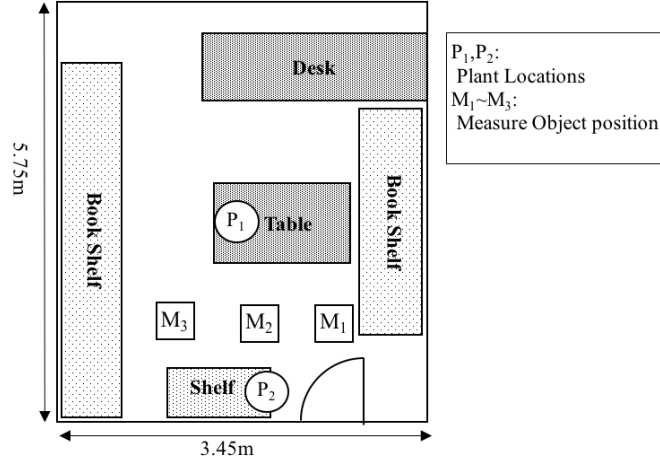 Desk
P₁,P₂:
Plant Locations
M₁~M₃:
Measure Object position
5.75m
Book Shelf
P₁ Table
Book Shelf
M₃ M₂ M₁
Shelf P₂
3.45m